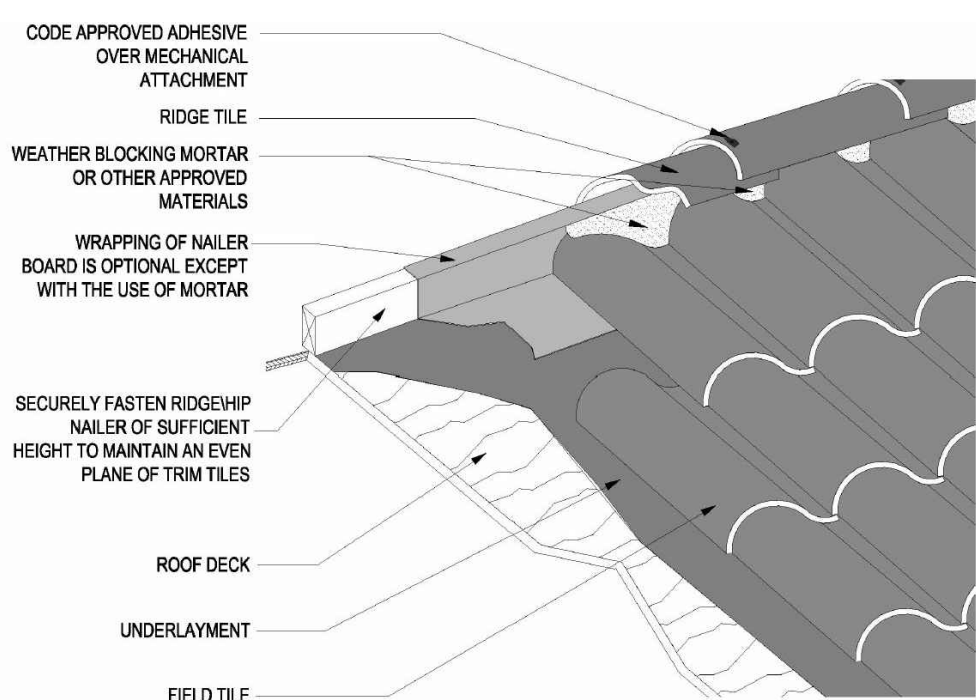 CODE APPROVED ADHESIVE
OVER MECHANICAL
ATTACHMENT
RIDGE TILE
WEATHER BLOCKING MORTAR
OR OTHER APPROVED
MATERIALS
WRAPPING OF NAILER
BOARD IS OPTIONAL EXCEPT
WITH THE USE OF MORTAR
SECURELY FASTEN RIDGE\HIP
NAILER OF SUFFICIENT
HEIGHT TO MAINTAIN AN EVEN
PLANE OF TRIM TILES
ROOF DECK
UNDERLAYMENT
FIELD TILE